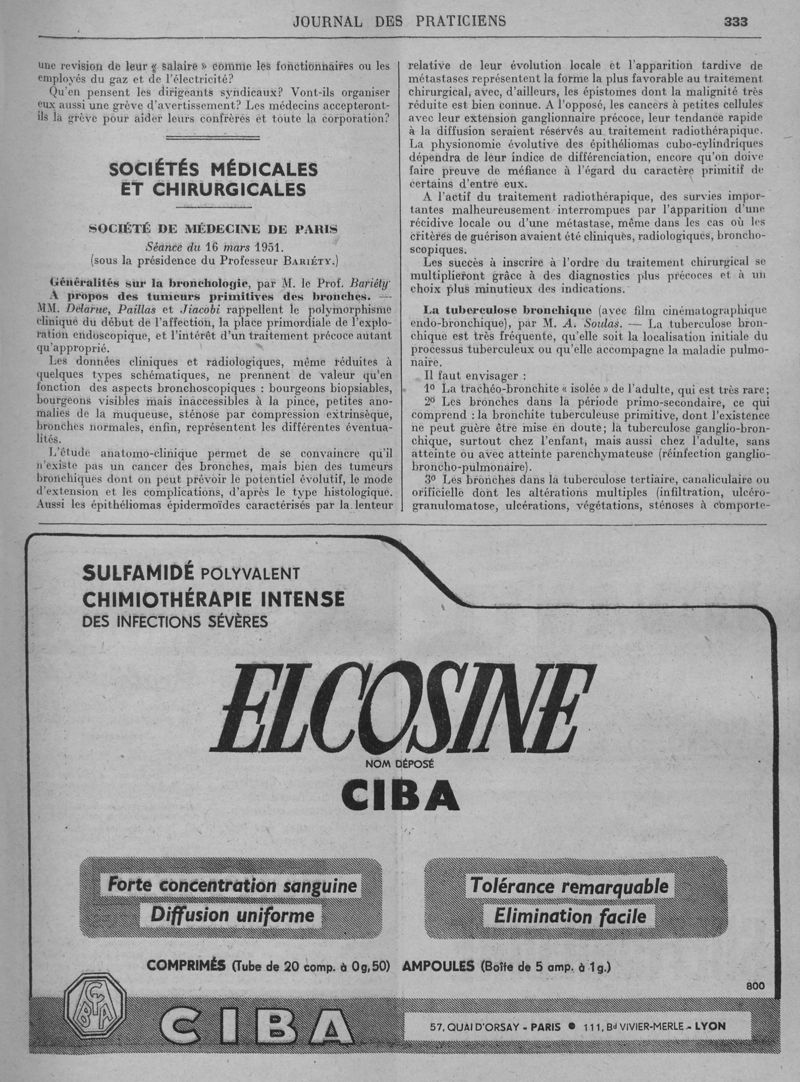 JOURNAL DES PRATICIENS 333
une revision de leur « salaire » comme les fonctionnaires ou les
employés du gaz et de l'électricité?
Qu'en pensent les dirigeants syndicaux? Vont-ils organiser
eux aussi une grève d'avertissement? Les médecins accepteront-
ils la grève pour aider leurs confrères et toute la corporation?
SOCIÉTÉS MÉDICALES
ET CHIRURGICALES
SOCIÉTÉ DE MÉDECINE DE PARIS
Séance du 16 mars 1951.
(sous la présidence du Professeur BARIÉTY.)
Généralités sur la bronchologie, par M. le Prof. Bariéty.
A propos des tumeurs primitives des bronches. —
MM. Delarue, Paillas et Jiacobi rappellent le polymorphisme
clinique du début de l'affection, la place primordiale de l'explo-
ration endoscopique, et l'intérêt d'un traitement précoce autant
qu'approprié.
Les données cliniques et radiologiques, même réduites à
quelques types schématiques, ne prennent de valeur qu'en
fonction des aspects bronchoscopiques : bourgeons biopsiables,
bourgeons visibles mais inaccessibles à la pince, petites ano-
malies de la muqueuse, sténose par compression extrinsèque,
bronches normales, enfin, représentent les différentes éventua-
lités.
L'étude anatomo-clinique permet de se convaincre qu'il
n'existe pas un cancer des bronches, mais bien des tumeurs
bronchiques dont on peut prévoir le potentiel évolutif, le mode
d'extension et les complications, d'après le type histologique.
Aussi les épithéliomas épidermoïdes caractérisés par la lenteur
relative de leur évolution locale et l'apparition tardive de
métastases représentent la forme la plus favorable au traitement
chirurgical, avec, d'ailleurs, les épistomes dont la malignité très
réduite est bien connue. A l'opposé, les cancers à petites cellules
avec leur extension ganglionnaire précoce, leur tendance rapide
à la diffusion seraient réservés au traitement radiothérapique.
La physionomie évolutive des épithéliomas cubo-cylindriques
dépendra de leur indice de différenciation, encore qu'on doive
faire preuve de méfiance à l'égard du caractère primitif de
certains d'entre eux.
A l'actif du traitement radiothérapique, des survies impor-
tantes malheureusement interrompues par l'apparition d'une
récidive locale ou d'une métastase, même dans les cas où les
critères de guérison avaient été cliniques, radiologiques, broncho-
scopiques.
Les succès à inscrire à l'ordre du traitement chirurgical se
multiplieront grâce à des diagnostics plus précoces et à un
choix plus minutieux des indications.
La tuberculose bronchique (avec film cinématographique
endo-bronchique), par M. A. Soulas. — La tuberculose bron-
chique est très fréquente, qu'elle soit la localisation initiale du
processus tuberculeux ou qu'elle accompagne la maladie pulmo-
naire.
Il faut envisager :
1º La trachéo-bronchite « isolée » de l'adulte, qui est très rare;
2º Les bronches dans la période primo-secondaire, ce qui
comprend : la bronchite tuberculeuse primitive, dont l'existence
ne peut guère être mise en doute; la tuberculose ganglio-bron-
chique, surtout chez l'enfant, mais aussi chez l'adulte, sans
atteinte ou avec atteinte parenchymateuse (réinfection ganglio-
broncho-pulmonaire).
3º Les bronches dans la tuberculose tertiaire, canaliculaire ou
orificielle dont les altérations multiples (infiltration, ulcéro-
granulomatose, ulcérations, végétations, sténoses à comporte-
SULFAMIDÉ POLYVALENT
CHIMIOTHÉRAPIE INTENSE
DES INFECTIONS SÉVÈRES
ELCOSINE
NOM DÉPOSÉ
CIBA
Forte concentration sanguine
Diffusion uniforme
Tolérance remarquable
Elimination facile
COMPRIMÉS (Tube de 20 comp. à 0g,50) AMPOULES (Boîte de 5 amp. à 1g.)
800
CIBA
CIBA
57, QUAI D'ORSAY - PARIS • 111, Bd VIVIER-MERLE - LYON